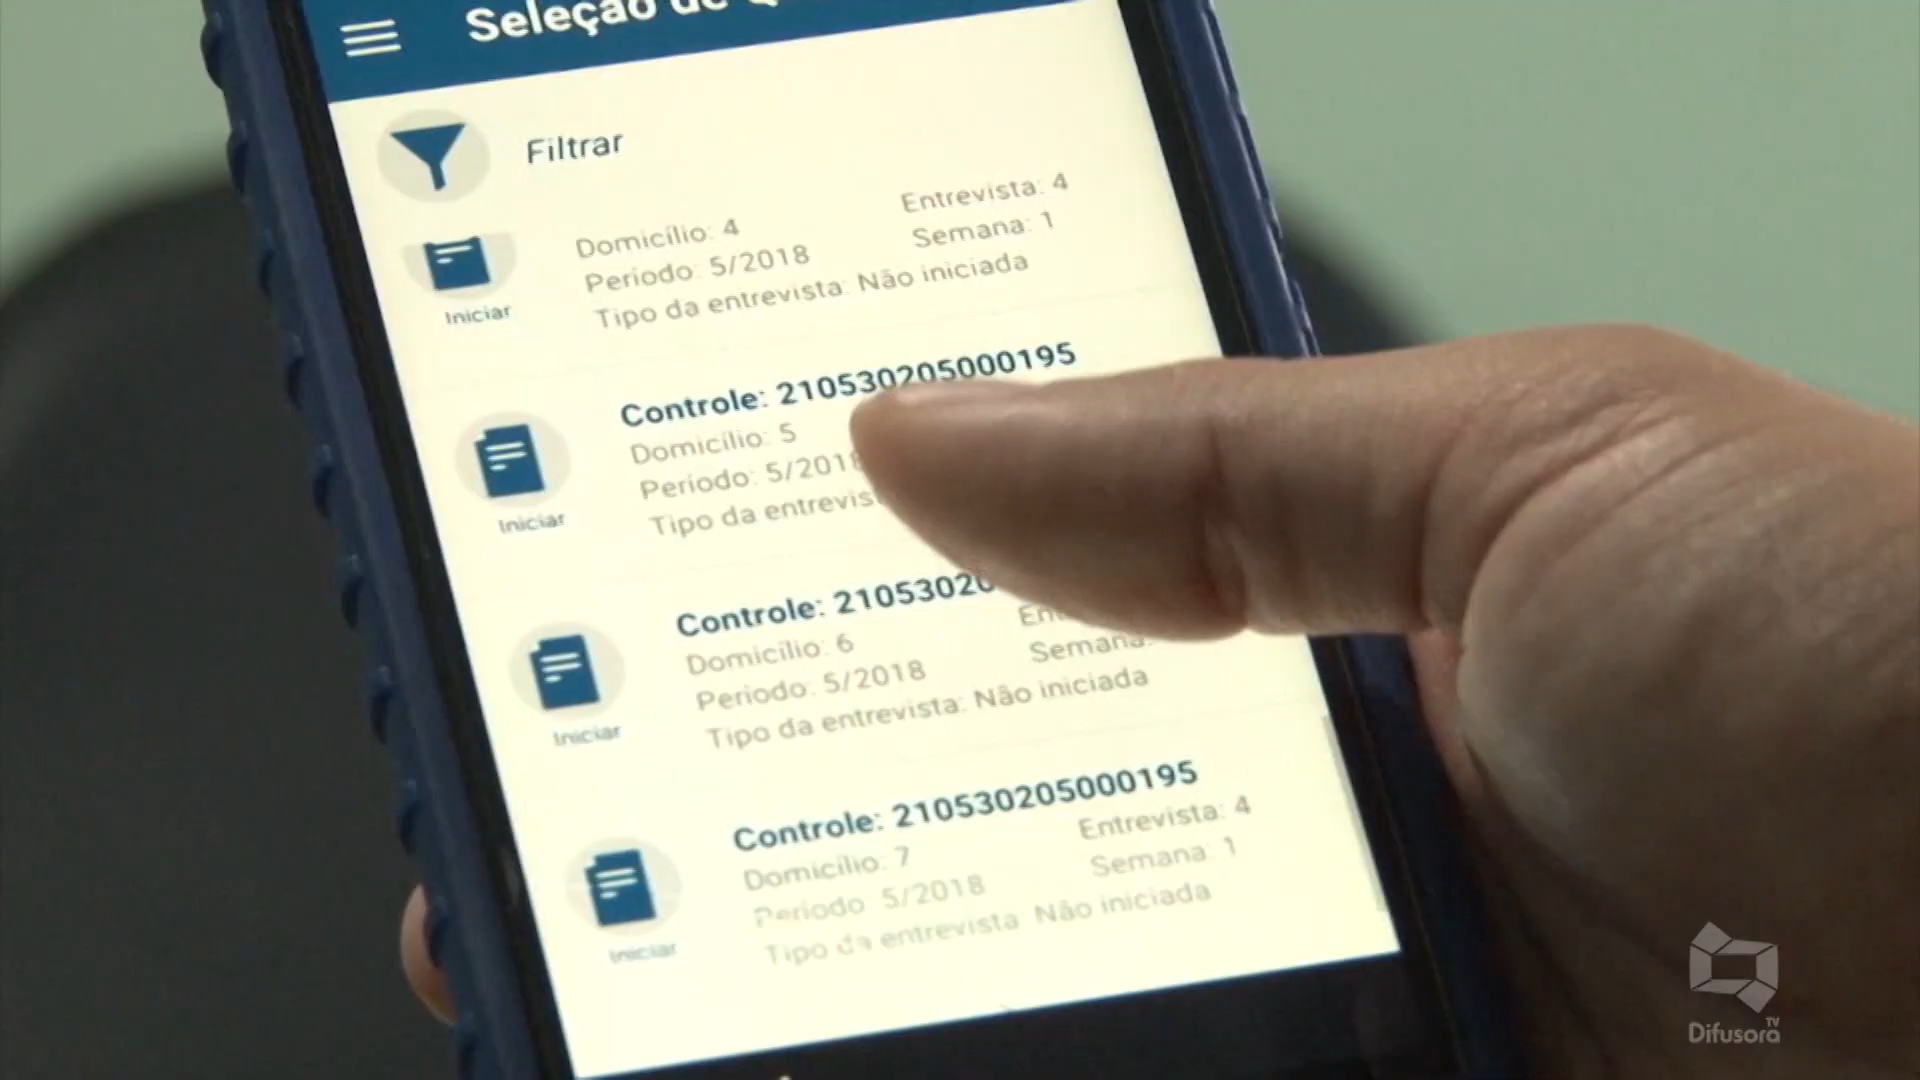 Seleção de
Filtrar
Domicílio: 4 Entrevista: 4
Período: 5/2018 Semana: 1
Tipo da entrevista: Não iniciada
Iniciar
Controle: 210530205000195
Domicílio: 5
Período: 5/2018
Tipo da
Iniciar
Controle:
Domicílio: 6
Período: 5/2018 Semana:
Tipo da entrevista: Não iniciada
Iniciar
Controle: 210530205000195
Domicílio: 7 Entrevista: 4
Período 5/2018 Semana: 1
Tipo da entrevista Não iniciada
Iniciar
TV
Difusora